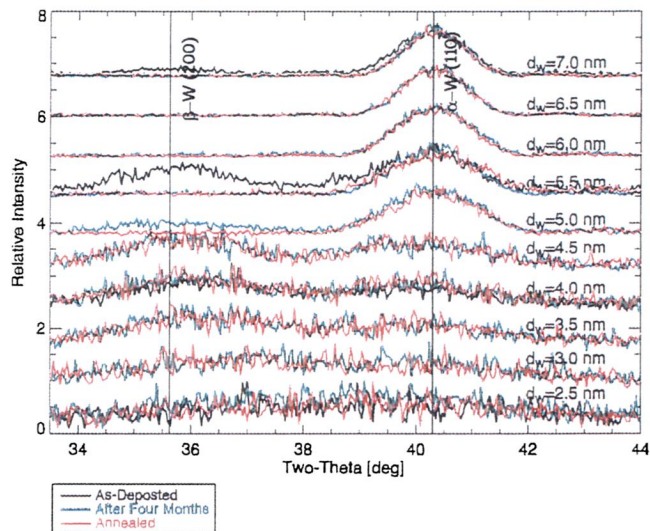 8
6
4
2
0
Relative Intensity
β-W (200)
α-W (110)
dw=7.0 nm
dw=6.5 nm
dw=6.0 nm
dw=5.5 nm
dw=5.0 nm
dw=4.5 nm
dw=4.0 nm
dw=3.5 nm
dw=3.0 nm
dw=2.5 nm
34 36 38 40 42 44
Two-Theta [deg]
As-Deposted
After Four Months
Annealed